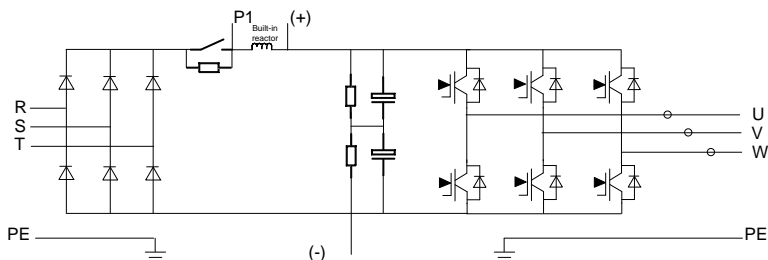 P1
(+)
Built-in
reactor
R
S
T
U
V
W
PE
PE
(-)